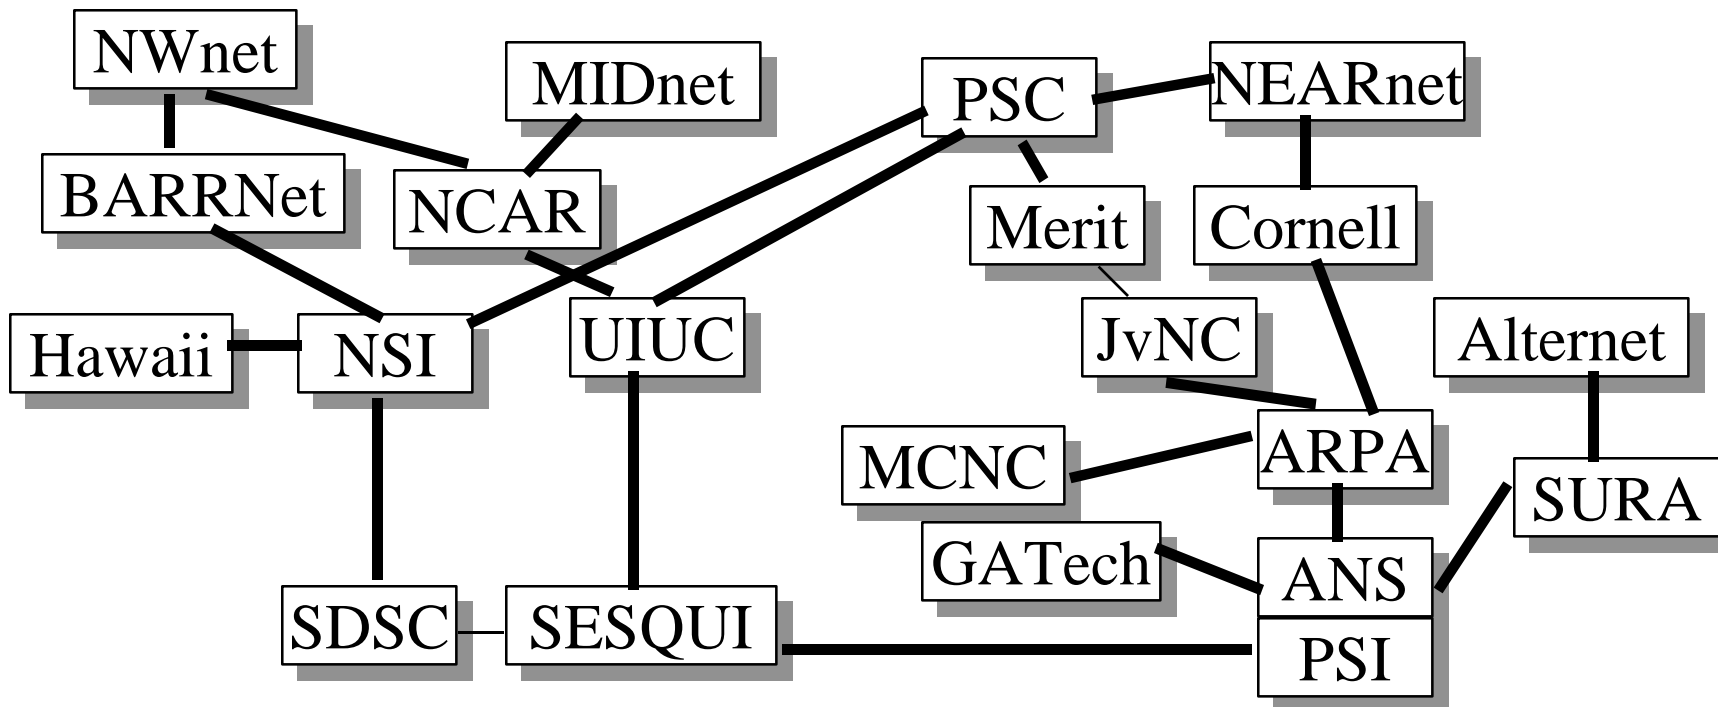 NWnet
MIDnet
PSC
NEARnet
BARRNet
NCAR
Merit
Cornell
Hawaii
NSI
UIUC
JvNC
Alternet
MCNC
ARPA
SURA
GATech
ANS
SDSC
SESQUI
PSI